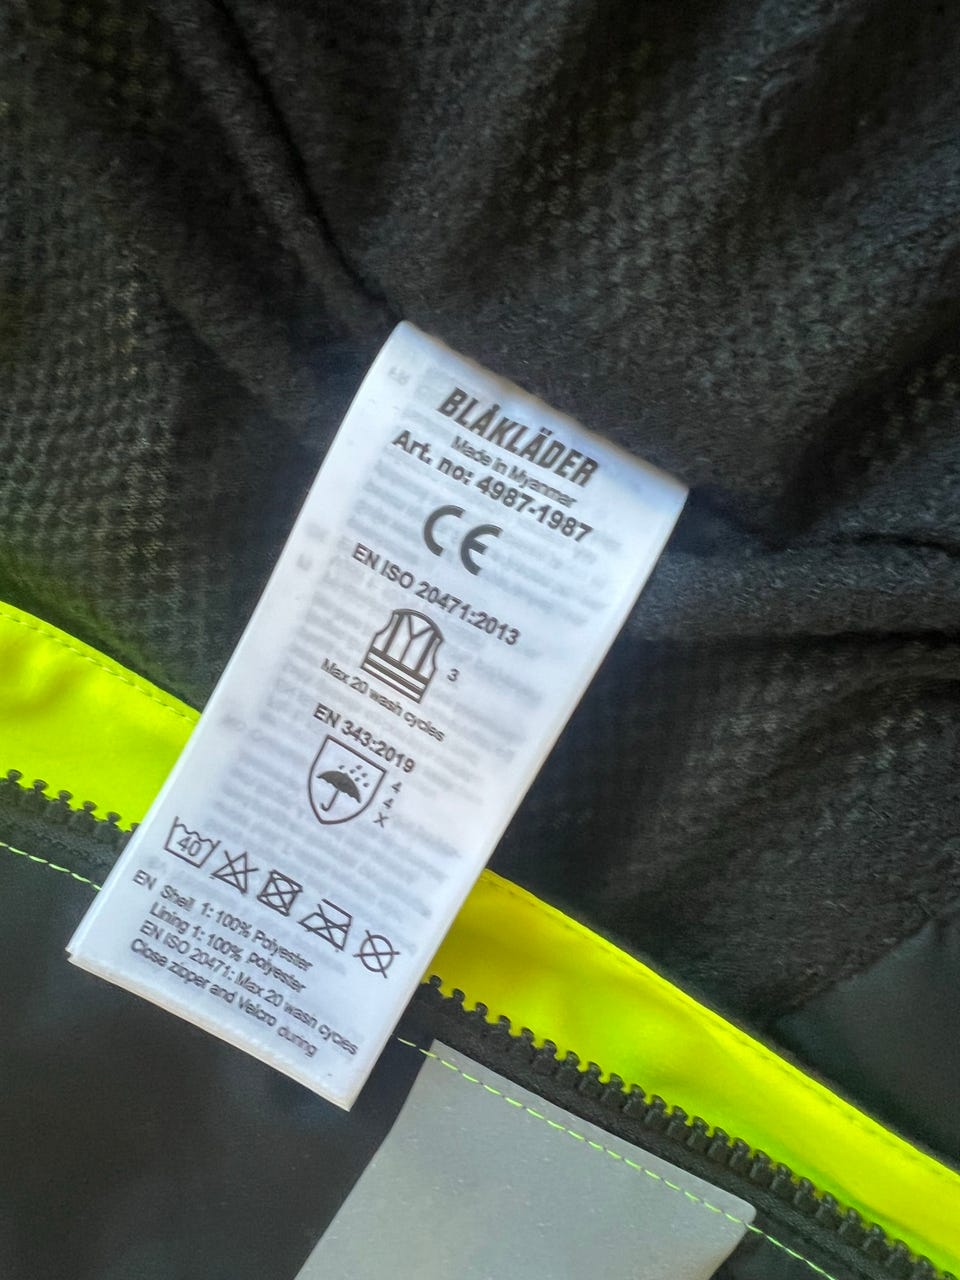 BLÅKLÄDER
Made in Myanmar
Art. no: 4987-1987
CE
EN ISO 20471:2013
3
Max 20 wash cycles
EN 343:2019
4
4
X
40
EN Shell 1: 100% Polyester
Lining 1: 100% polyester
EN ISO 20471: Max 20 wash cycles
Close zipper and Velcro during